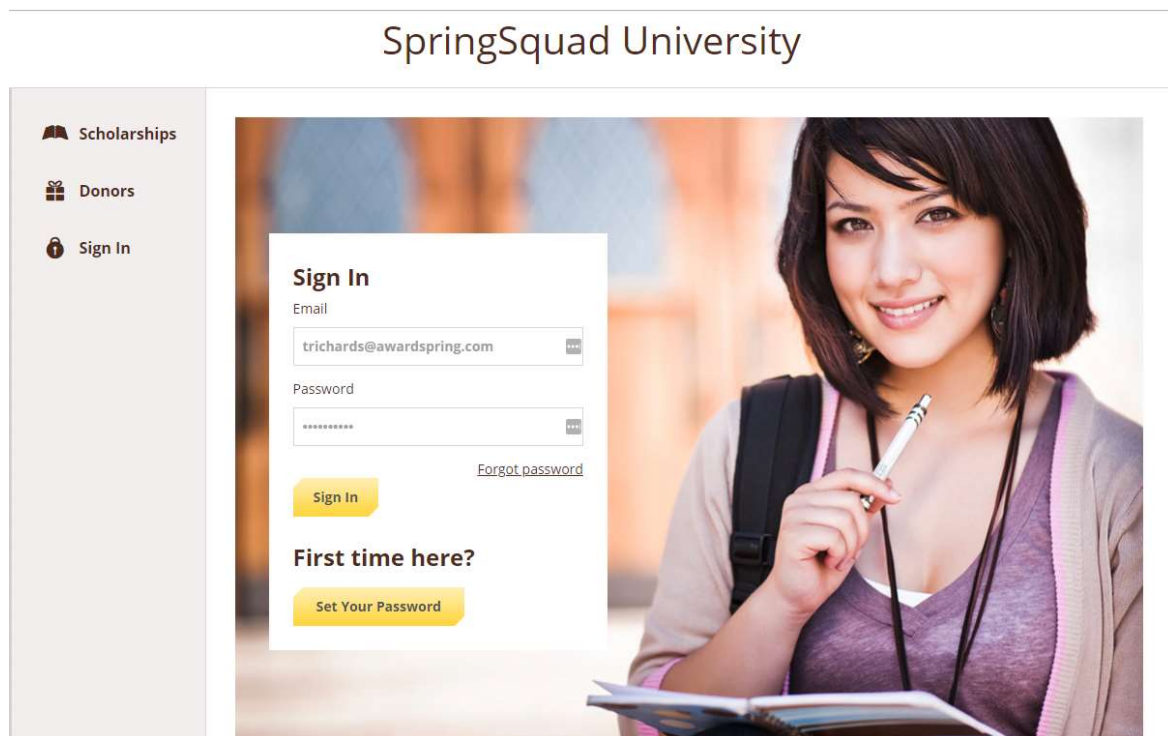 SpringSquad University
Scholarships
Donors
Sign In
Sign In
Email
trichards@awardspring.com
Password
••••••••••
Forgot password
Sign In
First time here?
Set Your Password